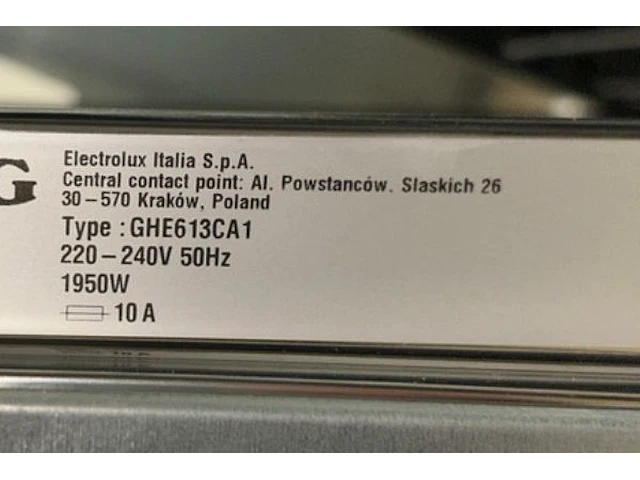 G
Electrolux Italia S.p.A.
Central contact point: Al. Powstanców. Slaskich 26
30-570 Kraków, Poland
Type : GHE613CA1
220-240V 50Hz
1950W
10 A